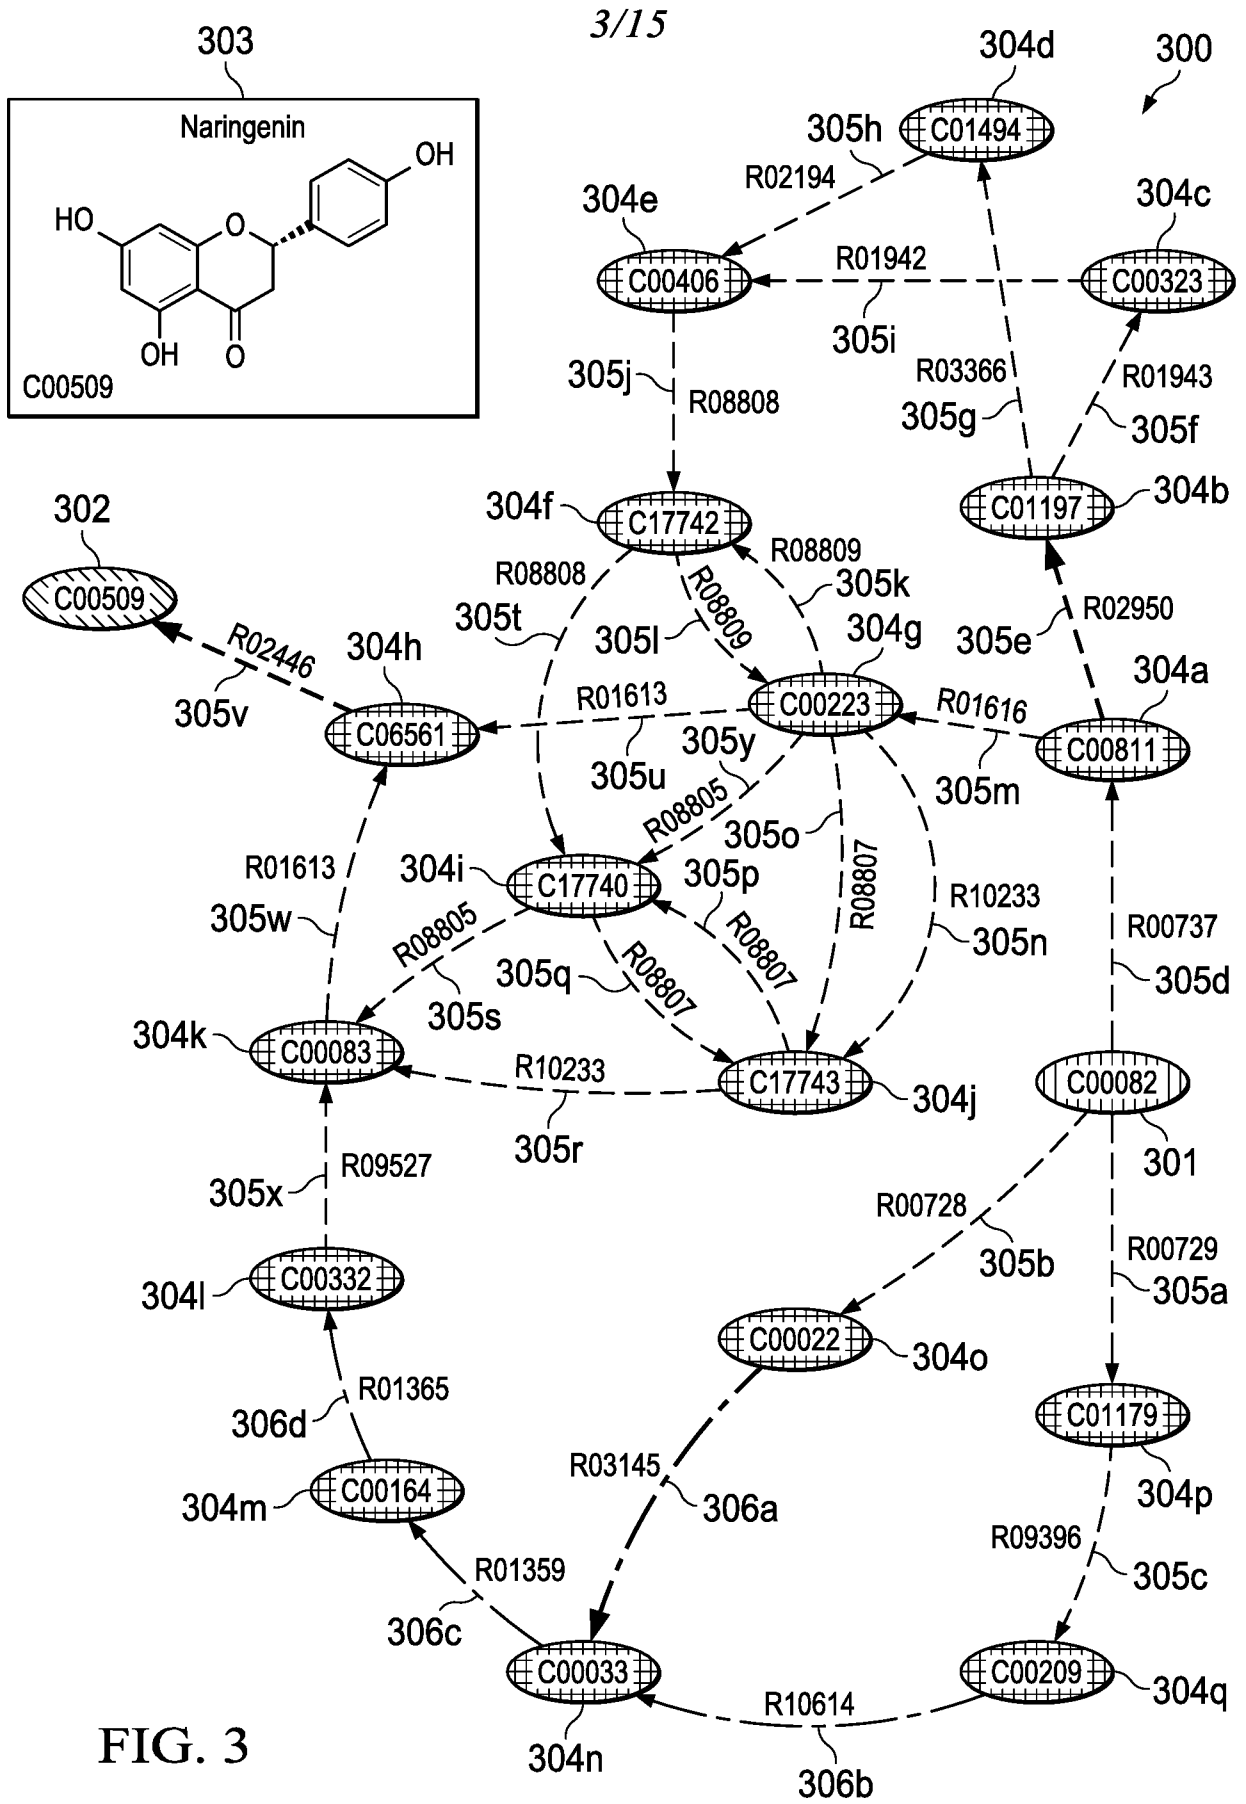 3/15
303
304d
300
Naringenin
OH
HO
O
OH
O
C00509
C01494
305h
R02194
304e
304c
C00406
R01942
305i
C00323
305j
R08808
R03366
305g
R01943
305f
302
C00509
304f
C17742
C01197
304b
R08808
305t
R08809
305l
R08809
305k
304g
R02950
305e
304a
R02446
305v
304h
C06561
R01613
305u
C00223
R01616
305m
C00811
305y
R08805
305o
R08807
R01613
305w
304i
C17740
305p
R08807
R10233
305n
R00737
305d
R08805
305s
305q
R08807
304k
C00083
R10233
305r
C17743
304j
C00082
301
R09527
305x
R00728
305b
R00729
305a
304l
C00332
C00022
304o
R01365
306d
C01179
304p
304m
C00164
R03145
306a
R09396
305c
R01359
306c
C00033
304n
R10614
306b
C00209
304q
FIG. 3